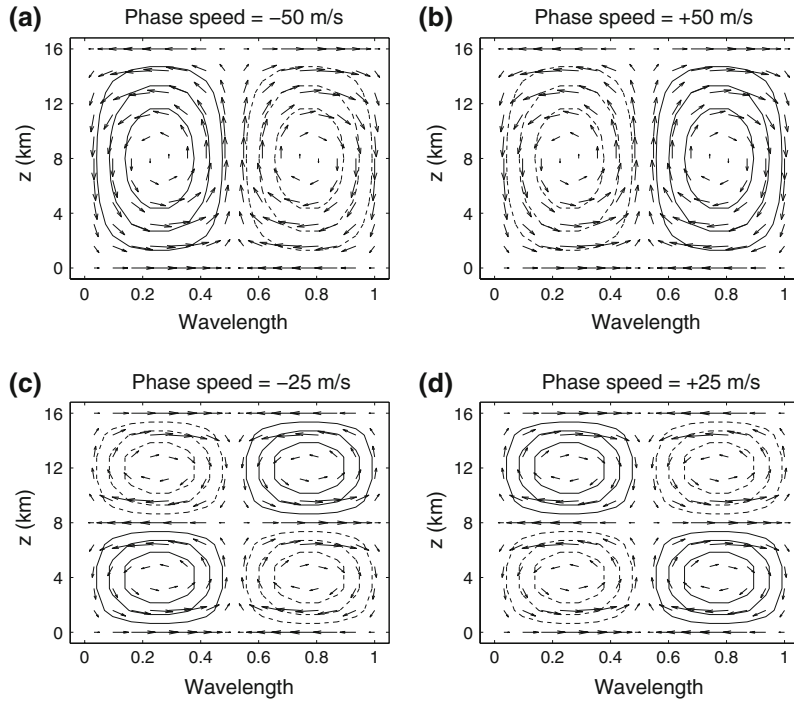 (a) Phase speed = −50 m/s
z (km)
16
12
8
4
0
0 0.2 0.4 0.6 0.8 1
Wavelength
(b) Phase speed = +50 m/s
z (km)
16
12
8
4
0
0 0.2 0.4 0.6 0.8 1
Wavelength
(c) Phase speed = −25 m/s
z (km)
16
12
8
4
0
0 0.2 0.4 0.6 0.8 1
Wavelength
(d) Phase speed = +25 m/s
z (km)
16
12
8
4
0
0 0.2 0.4 0.6 0.8 1
Wavelength